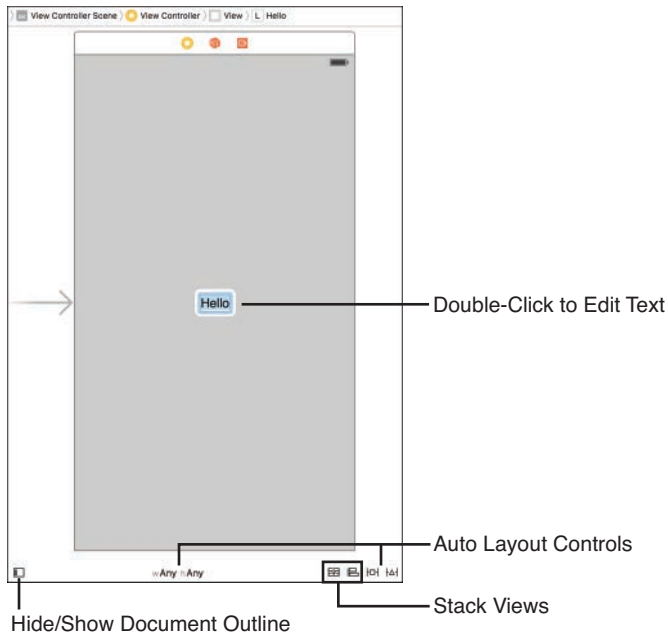 View Controller Scene View Controller View L Hello
Hello
Double-Click to Edit Text
Auto Layout Controls
wAny hAny
Stack Views
Hide/Show Document Outline